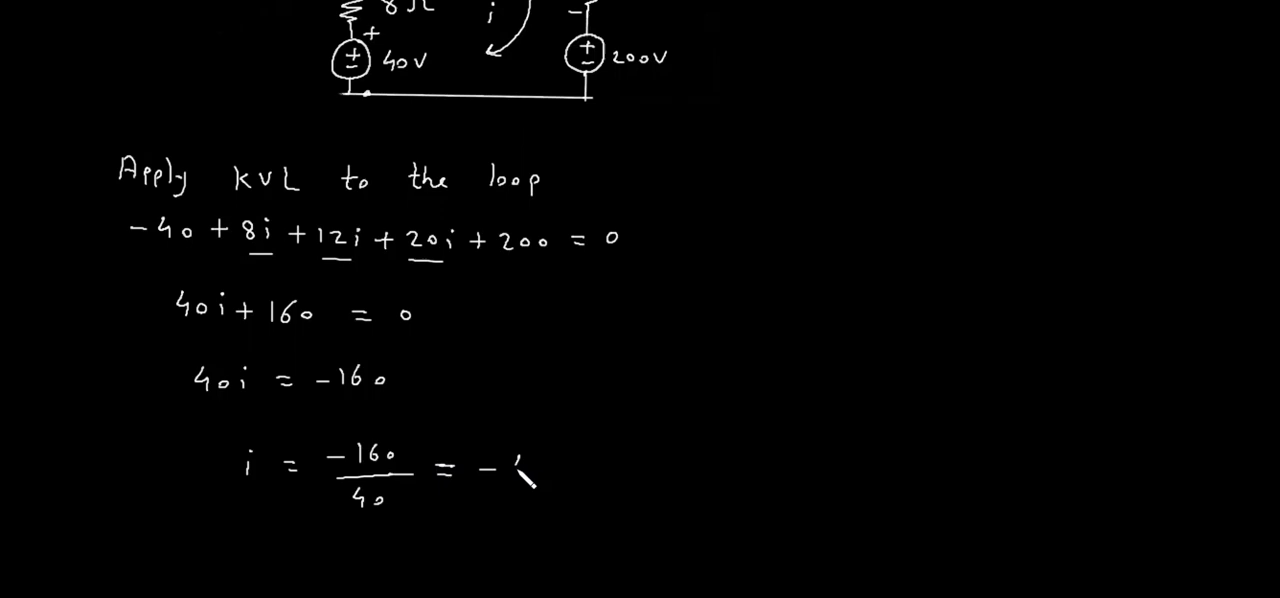 8Ω i -
+
+ - 40V + - 200V
Apply KVL to the loop
-40 + 8i + 12i + 20i + 200 = 0
40i + 160 = 0
40i = -160
i = -160/40 = -